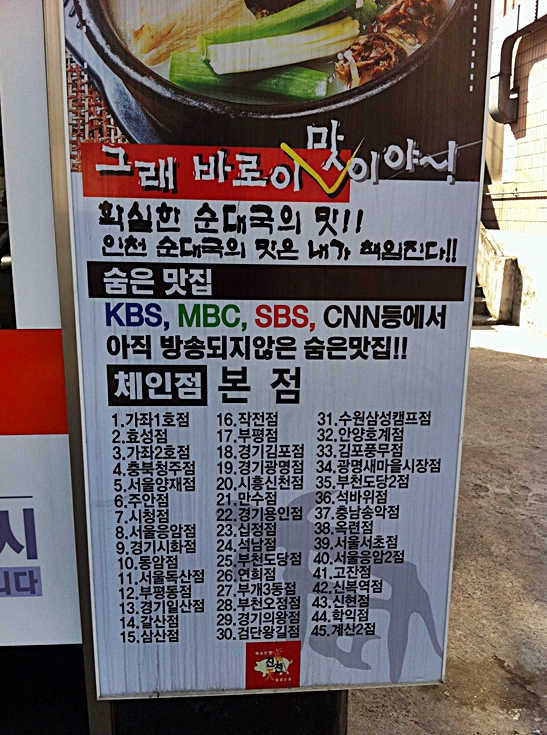 그래 바로이맛이야~!
확실한 순대국의 맛!!
인천 순대국의 맛은 내가 책임진다!!
숨은 맛집
KBS, MBC, SBS, CNN등에서
아직 방송되지않은 숨은맛집!!
체인점 본 점
1.가좌1호점
2.효성점
3.가좌2호점
4.충북청주점
5.서울양재점
6.주안점
7.시청점
8.서울응암점
9.경기시화점
10.동암점
11.서울독산점
12.부평동점
13.경기일산점
14.갈산점
15.삼산점
16.작전점
17.부평점
18.경기김포점
19.경기광명점
20.시흥신천점
21.만수점
22.경기용인점
23.십정점
24.서남점
25.부천도당점
26.연희점
27.부개3동점
28.부천오정점
29.경기의왕점
30.검단왕길점
31.수원삼성캠프점
32.안양호계점
33.김포풍무점
34.광명새마을시장점
35.부천도당2점
36.석바위점
37.충남송악점
38.옥련점
39.서울서초점
40.서울응암2점
41.고잔점
42.신복역점
43.신현점
44.학익점
45.계산2점
시
니다